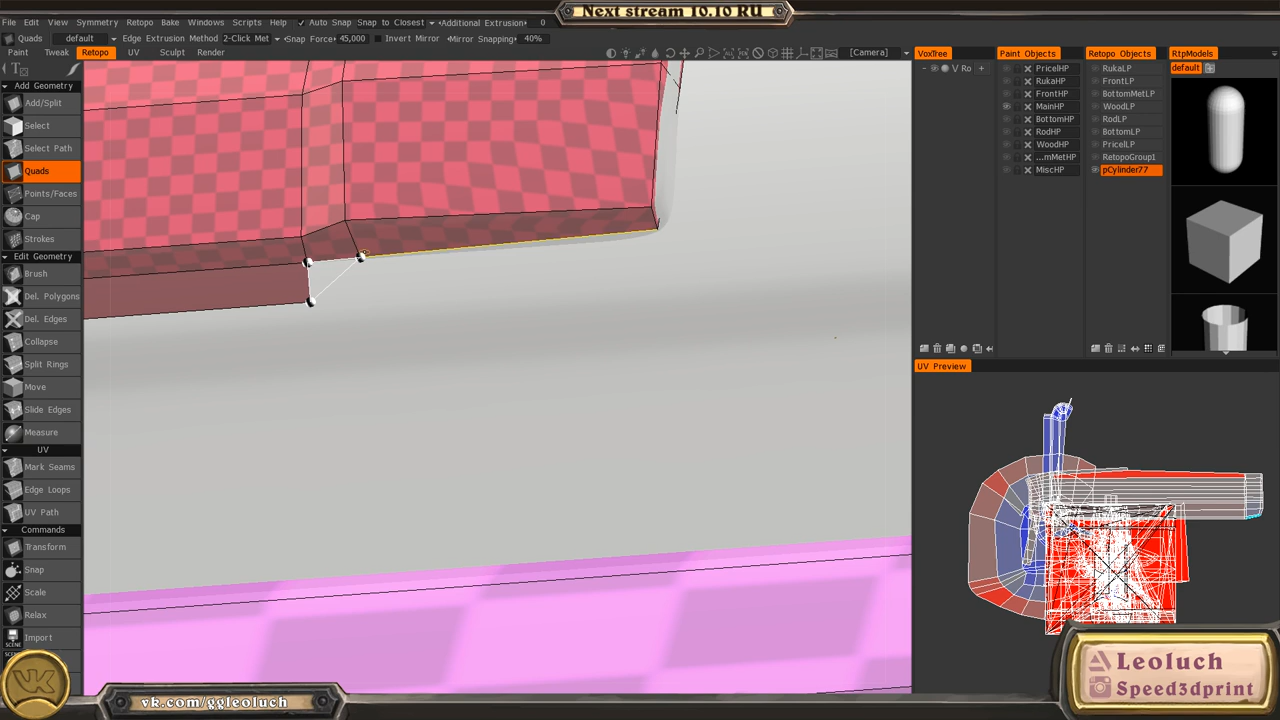 Next stream 10.10 RU
File Edit View Symmetry Retopo Bake Windows Scripts Help Auto Snap Snap to Closest Additional Extrusion 0
Quads default Edge Extrusion Method 2-Click Met Snap Force 45,000 Invert Mirror Mirror Snapping 40%
Paint Tweak Retopo UV Sculpt Render [Camera]
Add Geometry
Add/Split
Select
Select Path
Quads
Points/Faces
Cap
Strokes
Edit Geometry
Brush
Del. Polygons
Del. Edges
Collapse
Split Rings
Move
Slide Edges
Measure
UV
Mark Seams
Edge Loops
UV Path
Commands
Transform
Snap
Scale
Relax
Import
SCENE
VoxTree
V Ro +
Paint Objects
PricelHP
RukaHP
FrontHP
MainHP
BottomHP
RodHP
WoodHP
...mMetHP
MiscHP
Retopo Objects
RukaLP
FrontLP
BottomMetLP
WoodLP
RodLP
BottomLP
PricelLP
RetopoGroup1
pCylinder77
RtpModels
default
UV Preview
vk.com/ggleoluch
Leoluch
Speed3dprint